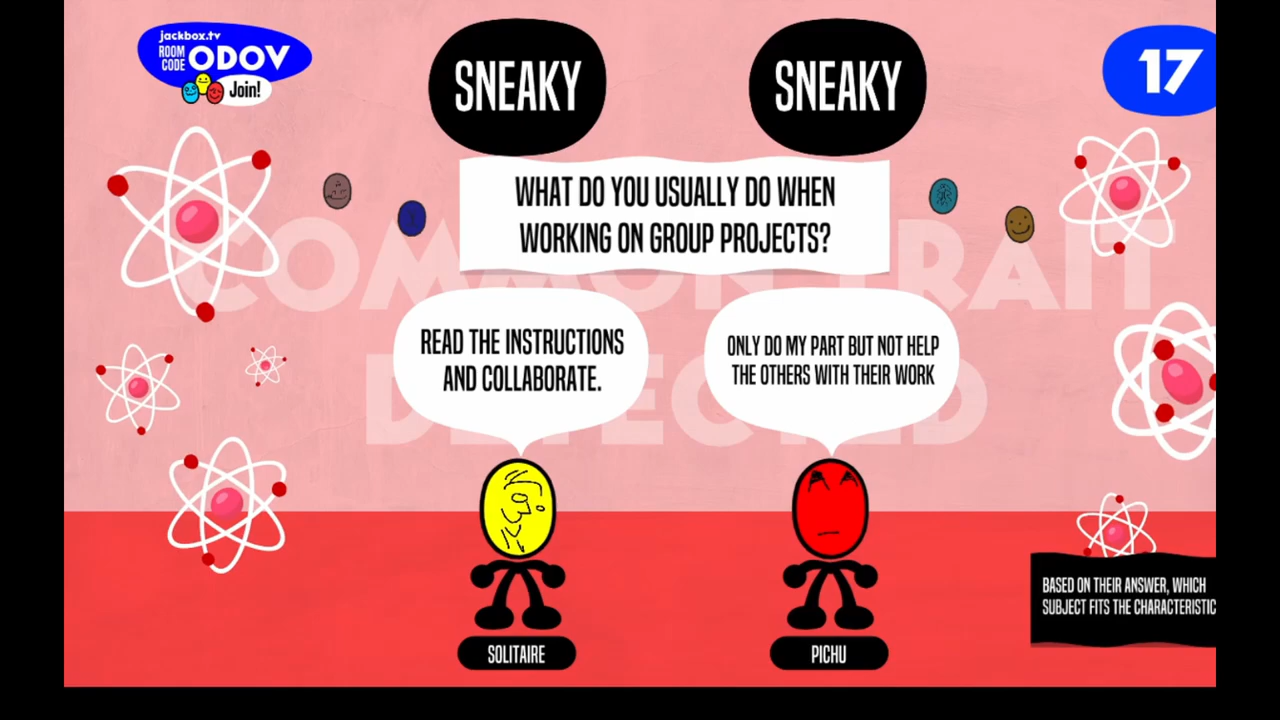 jackbox.tv
ROOM
CODE
ODOV
Join!
SNEAKY
SNEAKY
17
WHAT DO YOU USUALLY DO WHEN
WORKING ON GROUP PROJECTS?
COMMON TRAIT
DETECTED
READ THE INSTRUCTIONS
AND COLLABORATE.
ONLY DO MY PART BUT NOT HELP
THE OTHERS WITH THEIR WORK
SOLITAIRE
PICHU
BASED ON THEIR ANSWER, WHICH
SUBJECT FITS THE CHARACTERISTIC